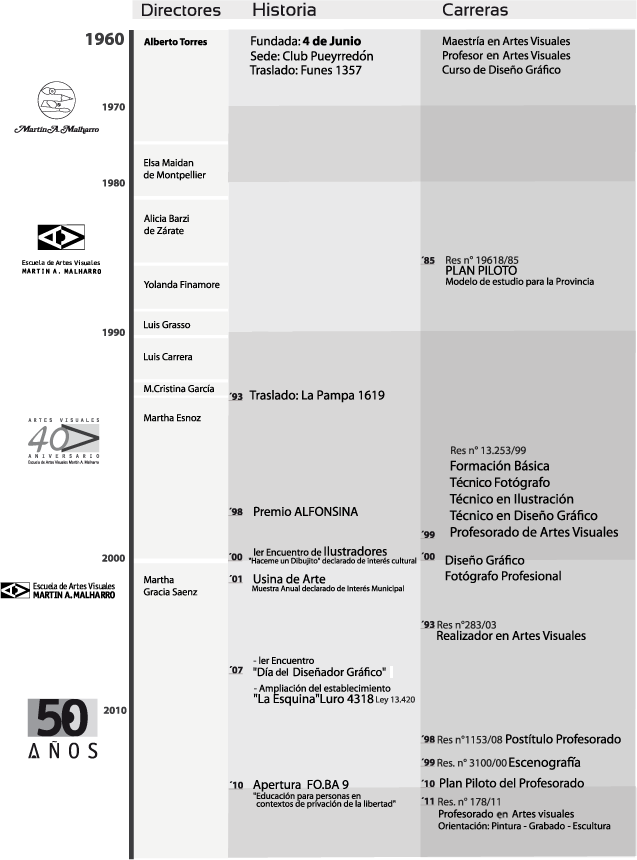 Directores
Historia
Carreras
1960
Alberto Torres
Fundada: 4 de Junio
Sede: Club Pueyrredón
Traslado: Funes 1357
Maestría en Artes Visuales
Profesor en Artes Visuales
Curso de Diseño Gráfico
Martín A. Malharro
1970
Elsa Maidan
de Montpellier
1980
Alicia Barzi
de Zárate
Escuela de Artes Visuales
MARTIN A. MALHARRO
´85 Res n° 19618/85
PLAN PILOTO
Modelo de estudio para la Provincia
Yolanda Finamore
Luis Grasso
1990
Luis Carrera
M.Cristina García
´93 Traslado: La Pampa 1619
Martha Esnoz
ARTES VISUALES
40
ANIVERSARIO
Escuela de Artes Visuales Martín A. Malharro
Res n° 13.253/99
Formación Básica
Técnico Fotógrafo
Técnico en Ilustración
Técnico en Diseño Gráfico
´99 Profesorado de Artes Visuales
´98 Premio ALFONSINA
2000
´00 Ier Encuentro de Ilustradores
"Haceme un Dibujito" declarado de interés cultural
´00 Diseño Gráfico
Fotógrafo Profesional
Escuela de Artes Visuales
MARTIN A. MALHARRO
Martha
Gracia Saenz
´01 Usina de Arte
Muestra Anual declarado de Interés Municipal
´93 Res n°283/03
Realizador en Artes Visuales
- Ier Encuentro
´07 "Día del Diseñador Gráfico"
- Ampliación del establecimiento
"La Esquina"Luro 4318 Ley 13.420
2010
50
AÑOS
´98 Res n°1153/08 Postítulo Profesorado
´99 Res. n° 3100/00 Escenografía
´10 Apertura FO.BA 9
"Educación para personas en
contextos de privación de la libertad"
´10 Plan Piloto del Profesorado
´11 Res. n° 178/11
Profesorado en Artes visuales
Orientación: Pintura - Grabado - Escultura